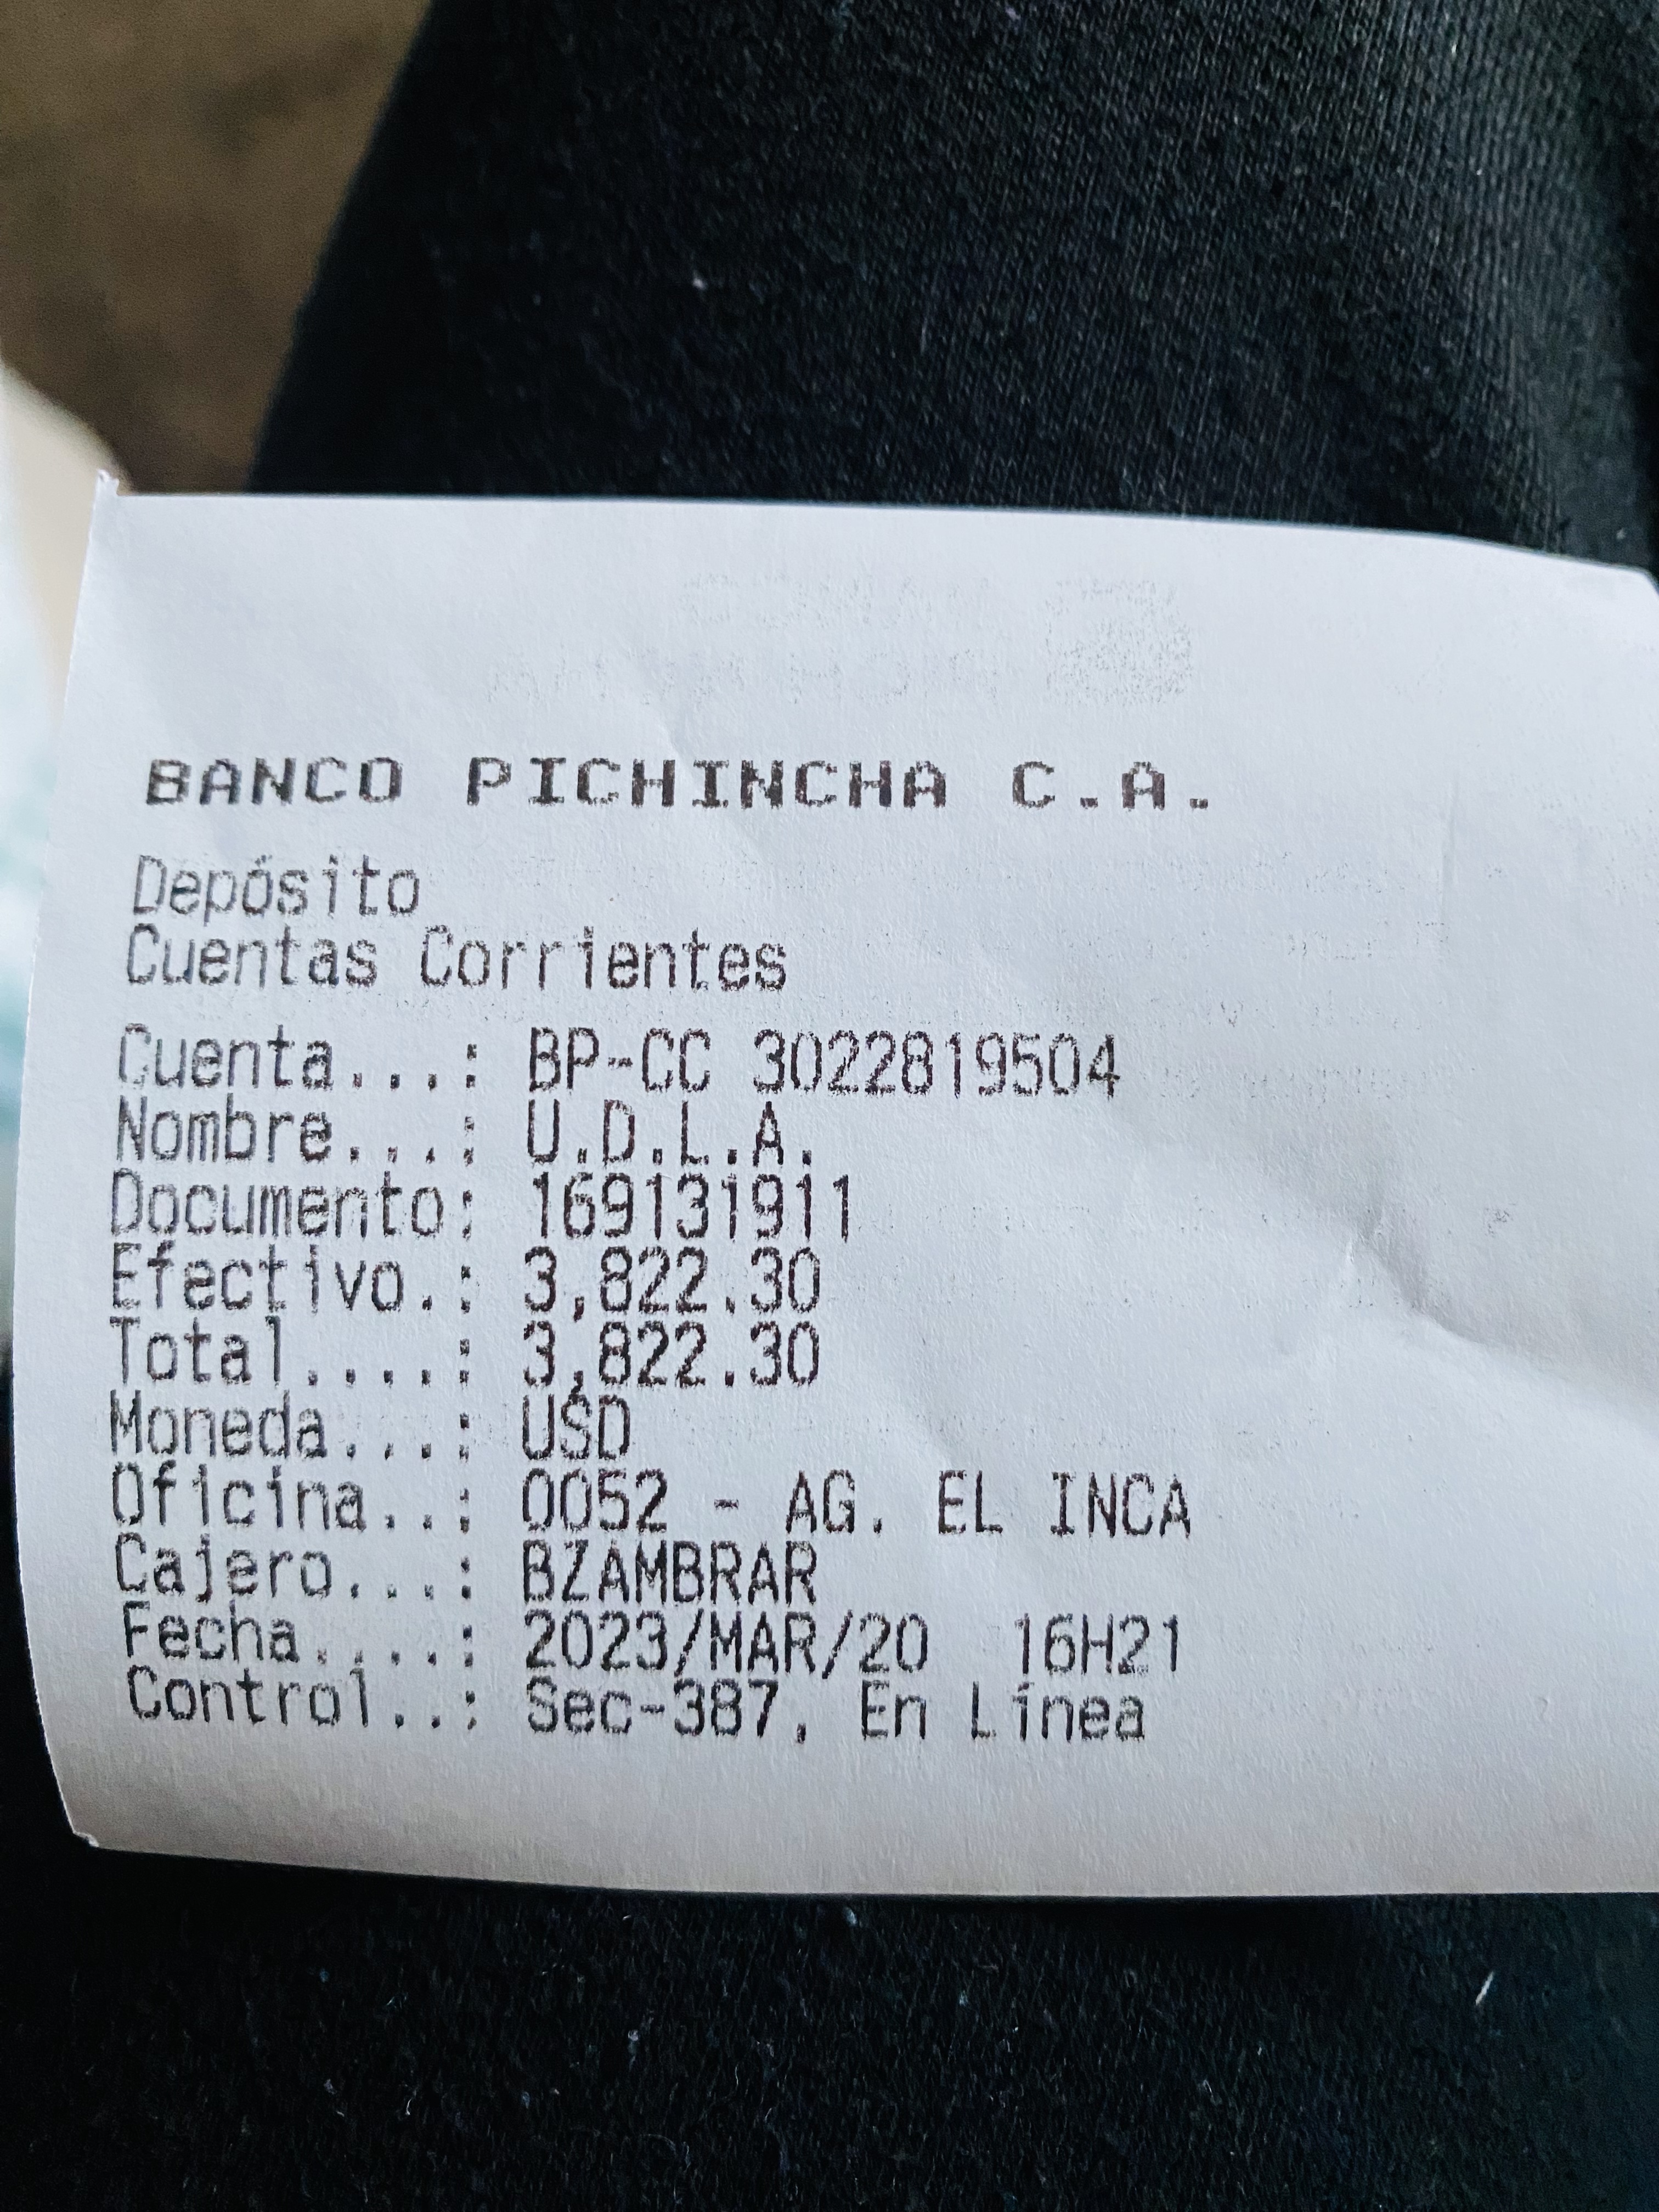 BANCO PICHINCHA C.A.
Depósito
Cuentas Corrientes
Cuenta...: BP-CC 3022819504
Nombre...: U.D.L.A.
Documento: 169131911
Efectivo.: 3,822.30
Total....: 3,822.30
Moneda...: USD
Oficina..: 0052 - AG. EL INCA
Cajero...: BZAMBRAR
Fecha....: 2023/MAR/20 16H21
Control..: Sec-387, En Línea